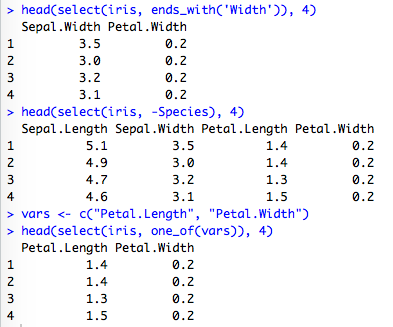 > head(select(iris, ends_with('Width')), 4)
  Sepal.Width Petal.Width
1         3.5         0.2
2         3.0         0.2
3         3.2         0.2
4         3.1         0.2
> head(select(iris, -Species), 4)
  Sepal.Length Sepal.Width Petal.Length Petal.Width
1          5.1         3.5          1.4         0.2
2          4.9         3.0          1.4         0.2
3          4.7         3.2          1.3         0.2
4          4.6         3.1          1.5         0.2
> vars <- c("Petal.Length", "Petal.Width")
> head(select(iris, one_of(vars)), 4)
  Petal.Length Petal.Width
1          1.4         0.2
2          1.4         0.2
3          1.3         0.2
4          1.5         0.2